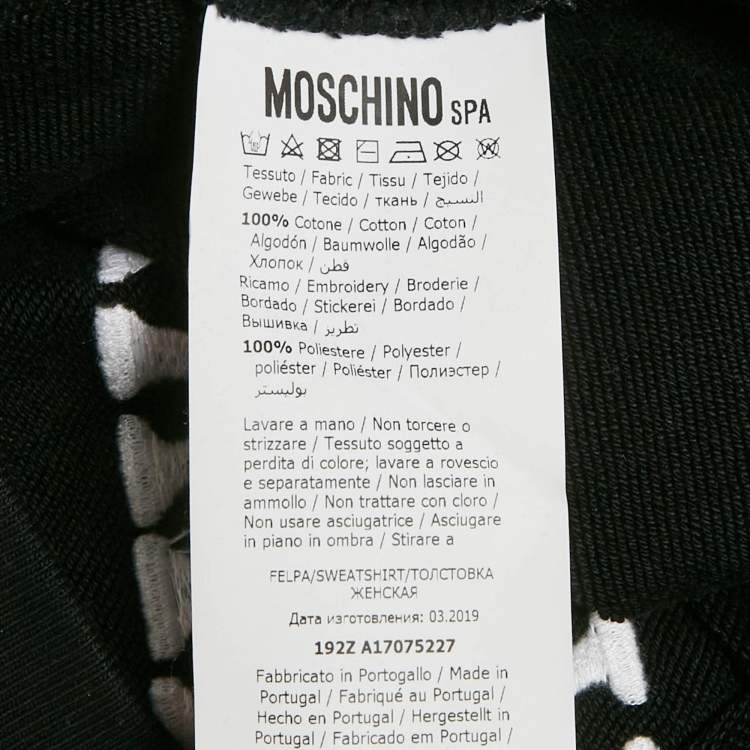 MOSCHINO SPA
Tessuto / Fabric / Tissu / Tejido /
Gewebe / Tecido / ткань / النسيج
100% Cotone / Cotton / Coton /
Algodón / Baumwolle / Algodão /
Хлопок / قطن
Ricamo / Embroidery / Broderie /
Bordado / Stickerei / Bordado /
Вышивка / تطريز
100% Poliestere / Polyester /
poliéster / Poliéster / Полиэстер /
بوليستر
Lavare a mano / Non torcere o
strizzare / Tessuto soggetto a
perdita di colore; lavare a rovescio
e separatamente / Non lasciare in
ammollo / Non trattare con cloro /
Non usare asciugatrice / Asciugare
in piano in ombra / Stirare a
FELPA/SWEATSHIRT/ТОЛСТОВКА
ЖЕНСКАЯ
Дата изготовления: 03.2019
192Z A17075227
Fabbricato in Portogallo / Made in
Portugal / Fabriqué au Portugal /
Hecho en Portugal / Hergestellt in
Portugal / Fabricado em Portugal /